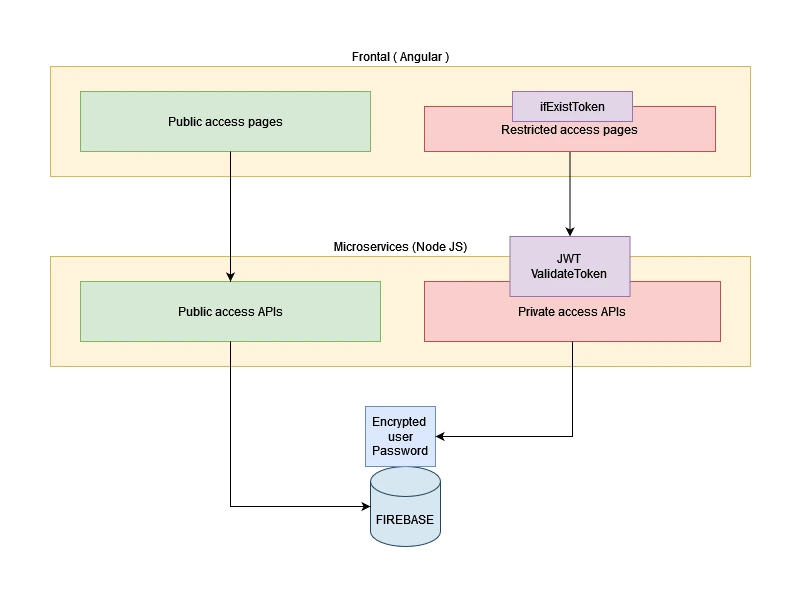 Frontal ( Angular )
Public access pages
ifExistToken
Restricted access pages
Microservices (Node JS)
JWT
ValidateToken
Public access APIs
Private access APIs
Encrypted
user
Password
FIREBASE